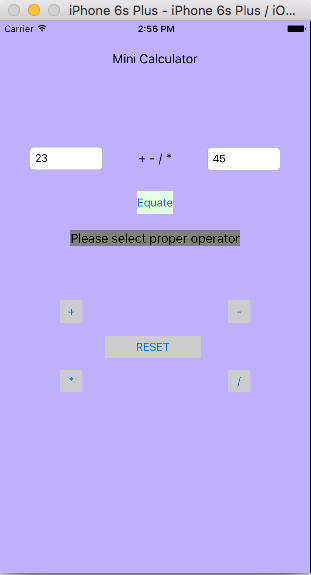 iPhone 6s Plus - iPhone 6s Plus / iO...
Carrier 2:56 PM
Mini Calculator
23 + - / * 45
Equate
Please select proper operator
+ -
RESET
* /